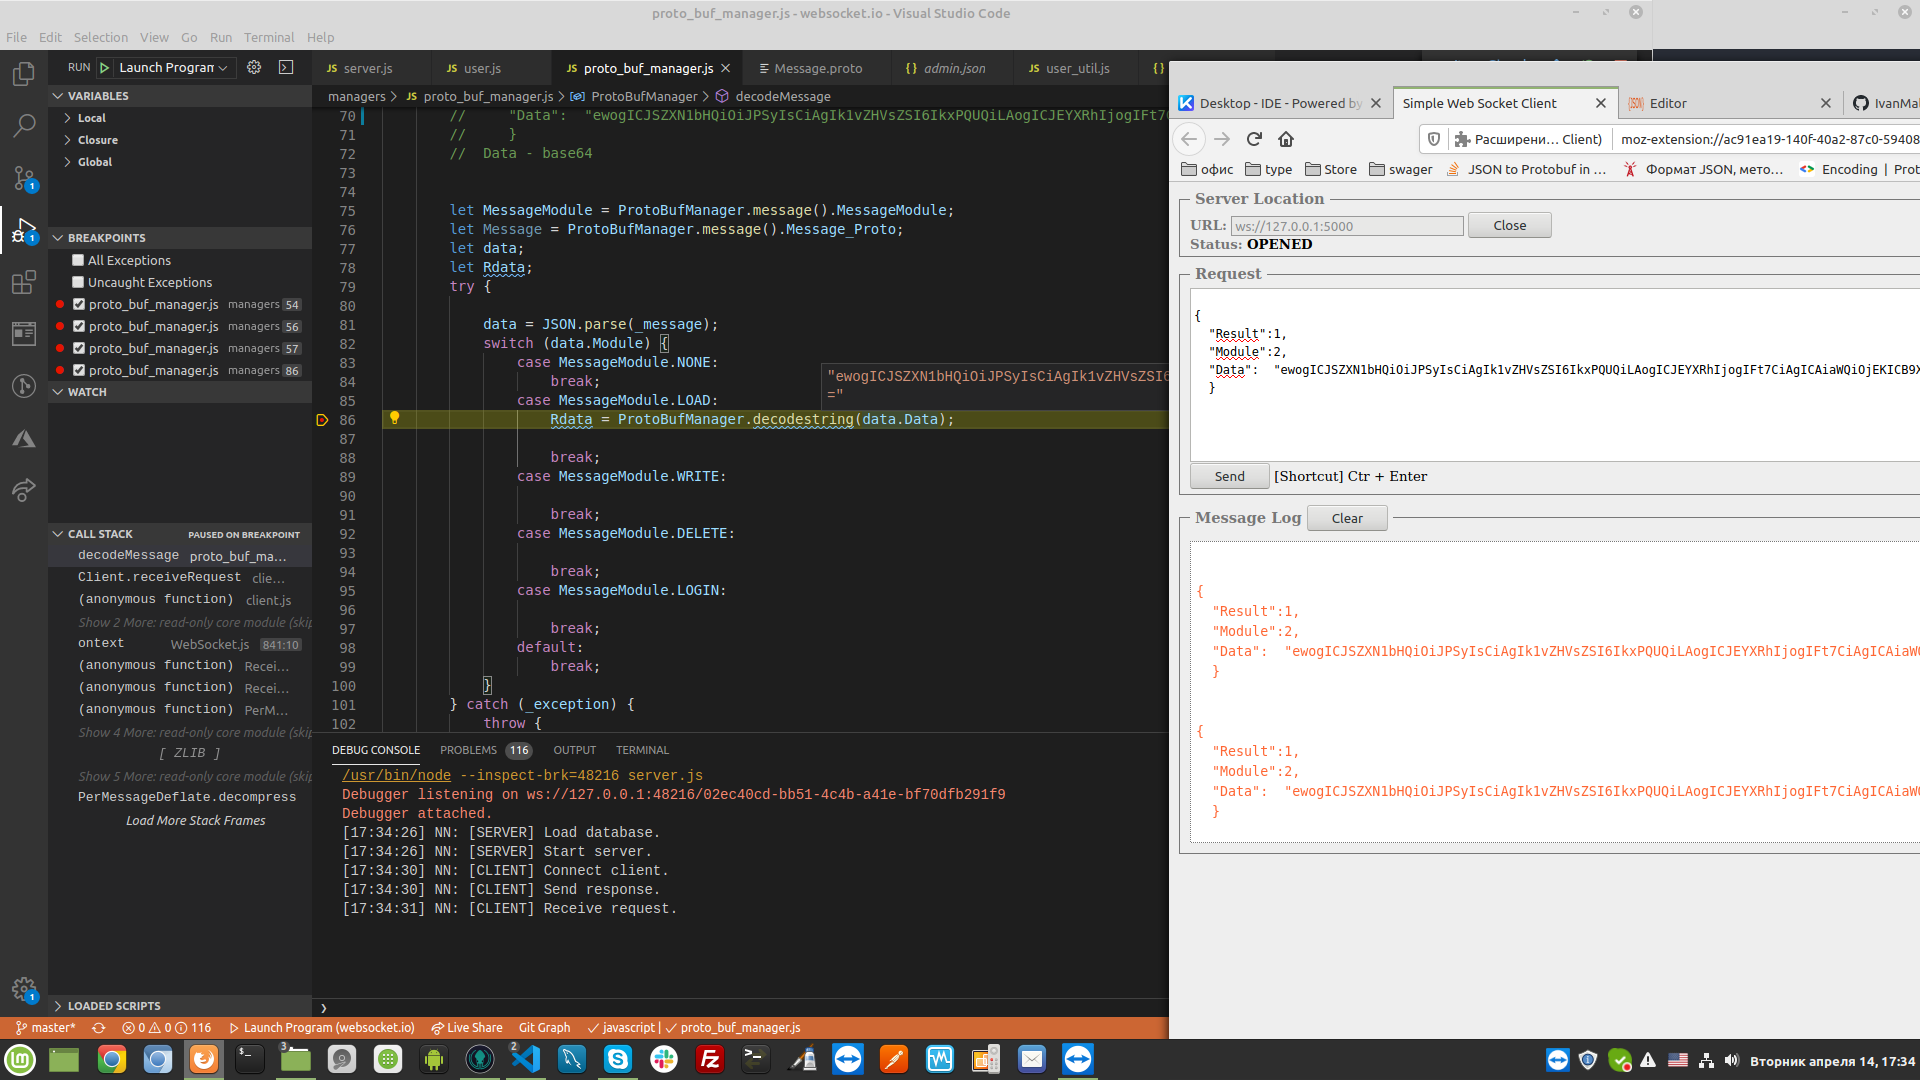 proto_buf_manager.js - websocket.io - Visual Studio Code
File Edit Selection View Go Run Terminal Help
RUN Launch Program
VARIABLES
Local
Closure
Global
BREAKPOINTS
All Exceptions
Uncaught Exceptions
proto_buf_manager.js managers 54
proto_buf_manager.js managers 56
proto_buf_manager.js managers 57
proto_buf_manager.js managers 86
WATCH
CALL STACK PAUSED ON BREAKPOINT
decodeMessage proto_buf_ma...
Client.receiveRequest clie...
(anonymous function) client.js
Show 2 More: read-only core module (skip
ontext WebSocket.js 841:10
(anonymous function) Recei...
(anonymous function) Recei...
(anonymous function) PerM...
Show 4 More: read-only core module (skip
[ ZLIB ]
Show 5 More: read-only core module (skip
PerMessageDeflate.decompress
Load More Stack Frames
LOADED SCRIPTS
JS server.js JS user.js JS proto_buf_manager.js Message.proto {} admin.json JS user_util.js {}
managers > JS proto_buf_manager.js > ProtoBufManager > decodeMessage
70 // "Data": "ewogICJSZXN1bHQiOiJPSyIsCiAgIk1vZHVsZSI6IkxPQUQiLAogICJEYXRhIjogIFt7
71 // }
72 // Data - base64
73
74
75 let MessageModule = ProtoBufManager.message().MessageModule;
76 let Message = ProtoBufManager.message().Message_Proto;
77 let data;
78 let Rdata;
79 try {
80
81 data = JSON.parse(_message);
82 switch (data.Module) {
83 case MessageModule.NONE:
84 break;
85 case MessageModule.LOAD:
"ewogICJSZXN1bHQiOiJPSyIsCiAgIk1vZHVsZSI6
="
86 Rdata = ProtoBufManager.decodestring(data.Data);
87
88 break;
89 case MessageModule.WRITE:
90
91 break;
92 case MessageModule.DELETE:
93
94 break;
95 case MessageModule.LOGIN:
96
97 break;
98 default:
99 break;
100 }
101 } catch (_exception) {
102 throw {
DEBUG CONSOLE PROBLEMS 116 OUTPUT TERMINAL
/usr/bin/node --inspect-brk=48216 server.js
Debugger listening on ws://127.0.0.1:48216/02ec40cd-bb51-4c4b-a41e-bf70dfb291f9
Debugger attached.
[17:34:26] NN: [SERVER] Load database.
[17:34:26] NN: [SERVER] Start server.
[17:34:30] NN: [CLIENT] Connect client.
[17:34:30] NN: [CLIENT] Send response.
[17:34:31] NN: [CLIENT] Receive request.
master* 0 0 116 Launch Program (websocket.io) Live Share Git Graph javascript | proto_buf_manager.js
Desktop - IDE - Powered by Simple Web Socket Client Editor IvanMal
Расширени... Client) moz-extension://ac91ea19-140f-40a2-87c0-59408
офис type Store swager JSON to Protobuf in ... Формат JSON, мето... Encoding | Prot
Server Location
URL: ws://127.0.0.1:5000 Close
Status: OPENED
Request
{
"Result":1,
"Module":2,
"Data": "ewogICJSZXN1bHQiOiJPSyIsCiAgIk1vZHVsZSI6IkxPQUQiLAogICJEYXRhIjogIFt7CiAgICAiaWQiOjEKICB9X
}
Send [Shortcut] Ctr + Enter
Message Log Clear
{
"Result":1,
"Module":2,
"Data": "ewogICJSZXN1bHQiOiJPSyIsCiAgIk1vZHVsZSI6IkxPQUQiLAogICJEYXRhIjogIFt7CiAgICAiaWQ
}
{
"Result":1,
"Module":2,
"Data": "ewogICJSZXN1bHQiOiJPSyIsCiAgIk1vZHVsZSI6IkxPQUQiLAogICJEYXRhIjogIFt7CiAgICAiaWQ
}
Вторник апреля 14, 17:34